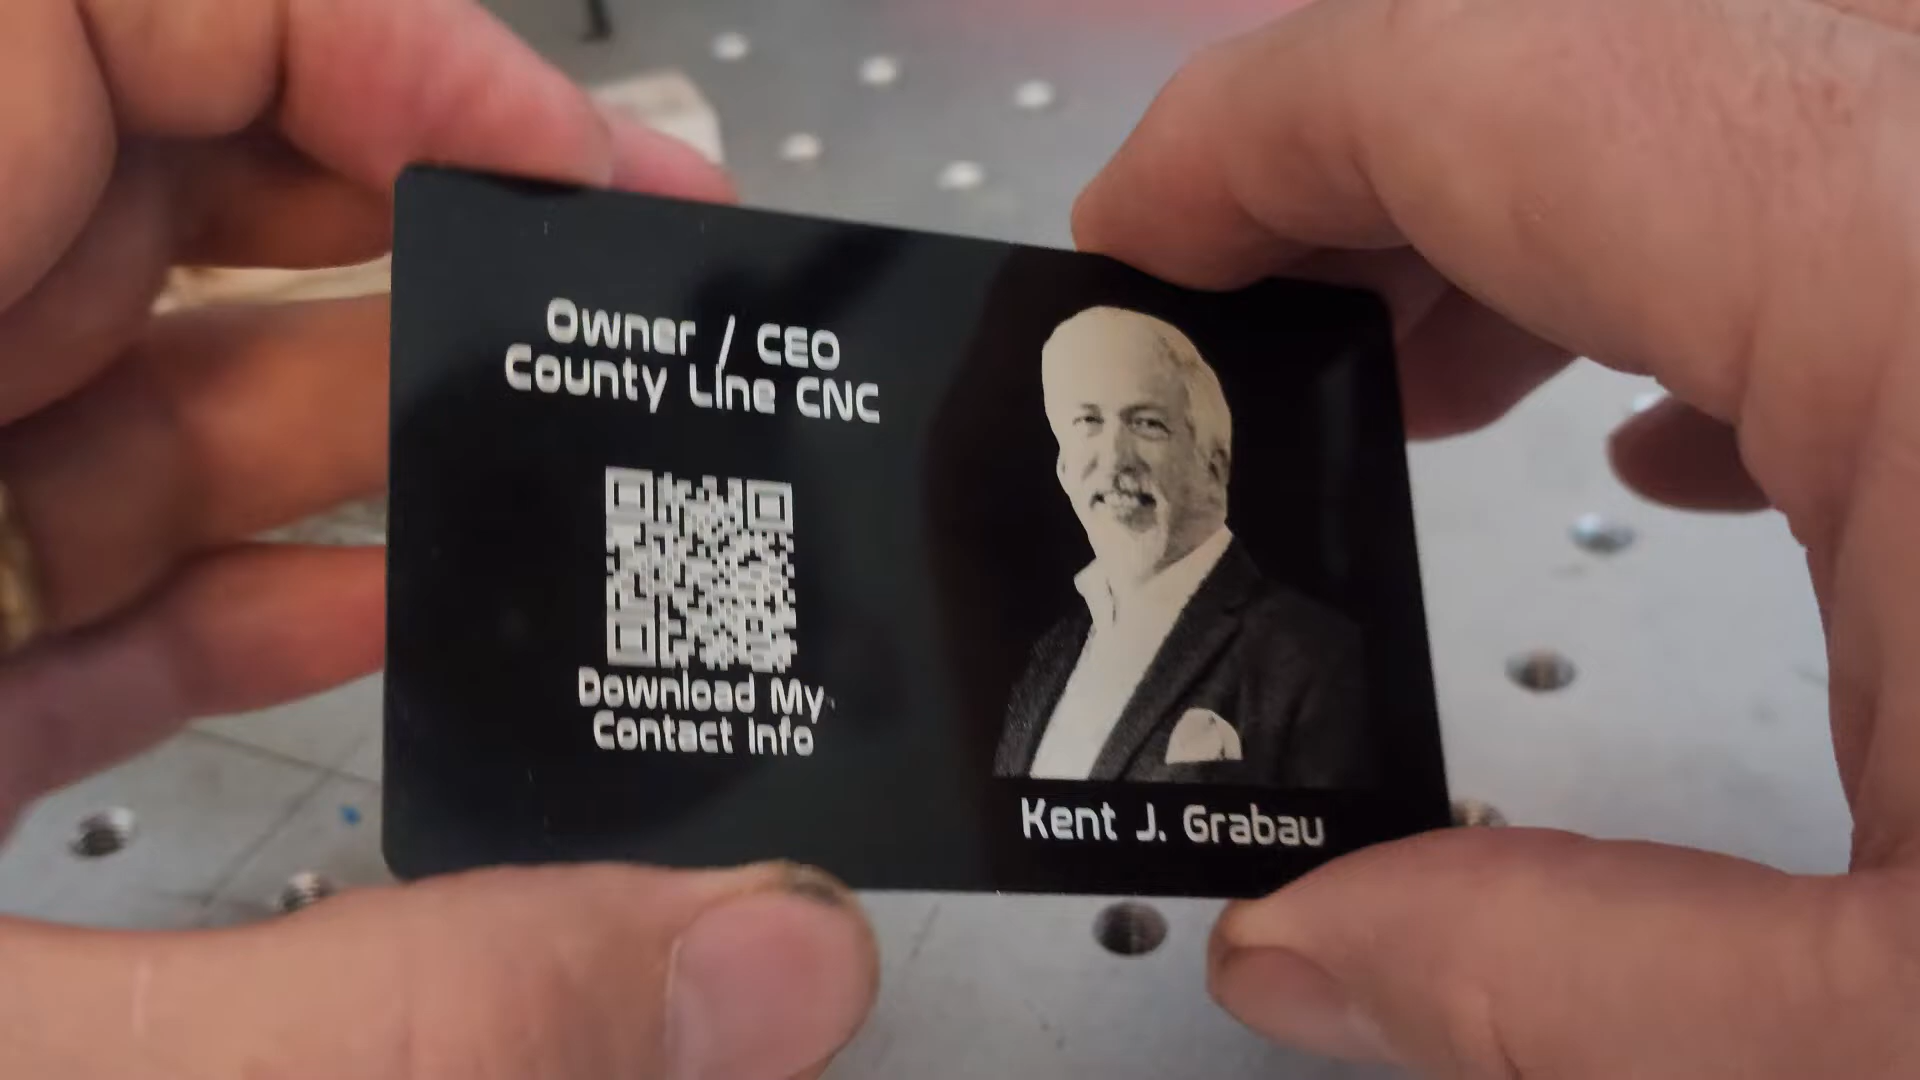 Owner / CEO
County Line CNC
Download My
Contact Info
Kent J. Grabau